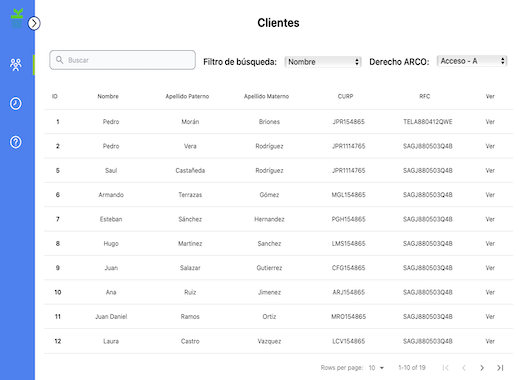 Clientes
Buscar Filtro de búsqueda: Nombre Derecho ARCO: Acceso - A
ID Nombre Apellido Paterno Apellido Materno CURP RFC Ver
1 Pedro Morán Briones JPR154865 TELA880412QWE Ver
2 Pedro Vera Rodríguez JPR1114765 SAGJ880503Q4B Ver
5 Saul Castañeda Rodríguez JPR1114765 SAGJ880503Q4B Ver
6 Armando Terrazas Gómez MGL154865 SAGJ880503Q4B Ver
7 Esteban Sánchez Hernandez PGH154865 SAGJ880503Q4B Ver
8 Hugo Martinez Sanchez LMS154865 SAGJ880503Q4B Ver
9 Juan Salazar Gutierrez CFG154865 SAGJ880503Q4B Ver
10 Ana Ruiz Jimenez ARJ154865 SAGJ880503Q4B Ver
11 Juan Daniel Ramos Ortiz MRO154865 SAGJ880503Q4B Ver
12 Laura Castro Vazquez LCV154865 SAGJ880503Q4B Ver
Rows per page: 10 1-10 of 19